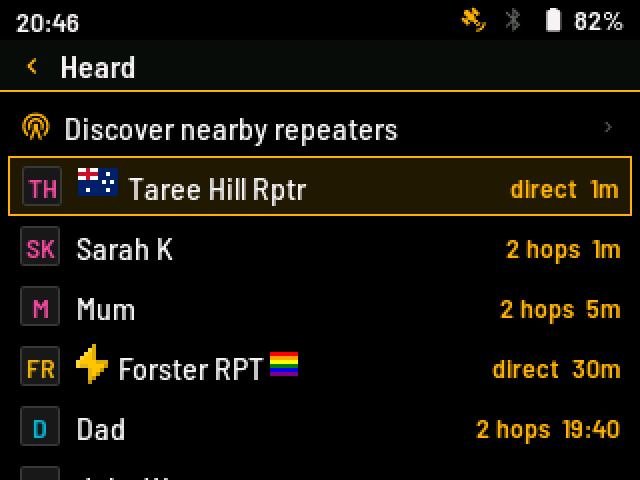 20:46 82%
Heard
Discover nearby repeaters
TH Taree Hill Rptr direct 1m
SK Sarah K 2 hops 1m
M Mum 2 hops 5m
FR Forster RPT direct 30m
D Dad 2 hops 19:40